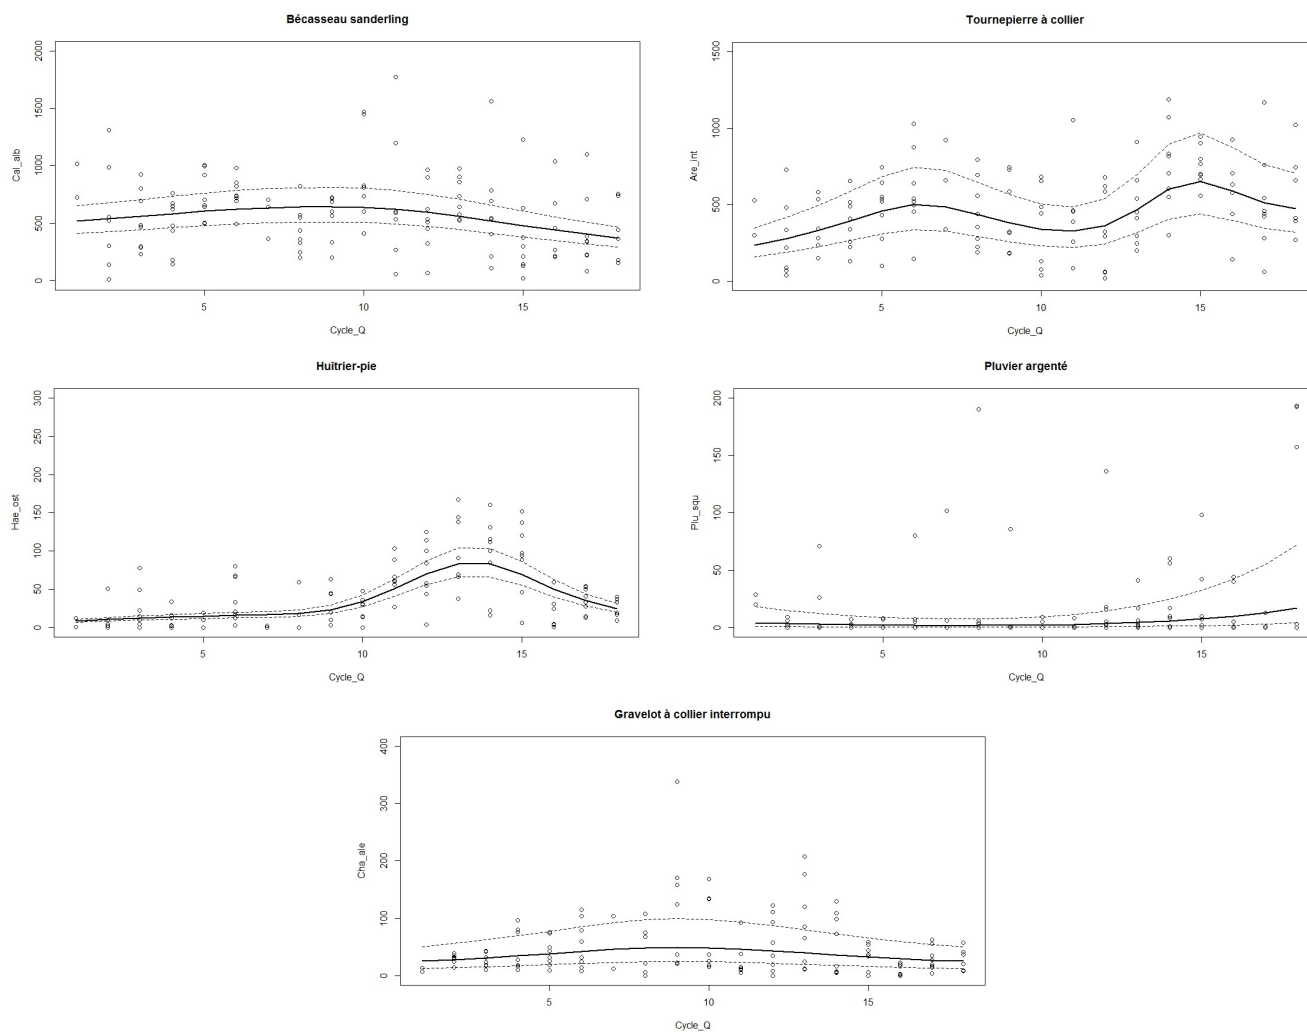 Bécasseau sanderling
Cal_alb
2000
1500
1000
500
0
5
10
15
Cycle_Q
Tournepierre à collier
Are_int
1500
1000
500
0
5
10
15
Cycle_Q
Huîtrier-pie
Hae_ost
300
250
200
150
100
50
0
5
10
15
Cycle_Q
Pluvier argenté
Plu_squ
200
150
100
50
0
5
10
15
Cycle_Q
Gravelot à collier interrompu
Cha_ale
400
300
200
100
0
5
10
15
Cycle_Q